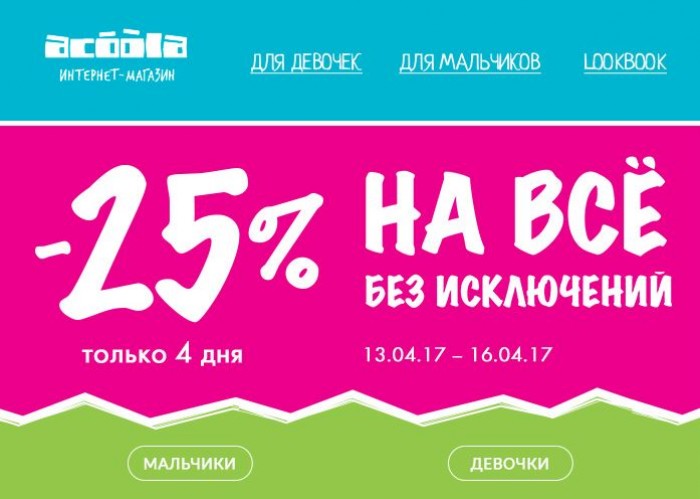 acoola
ИНТЕРНЕТ-МАГАЗИН
ДЛЯ ДЕВОЧЕК ДЛЯ МАЛЬЧИКОВ LOOKBOOK
-25%
НА ВСЁ
БЕЗ ИСКЛЮЧЕНИЙ
только 4 дня
13.04.17 – 16.04.17
МАЛЬЧИКИ ДЕВОЧКИ